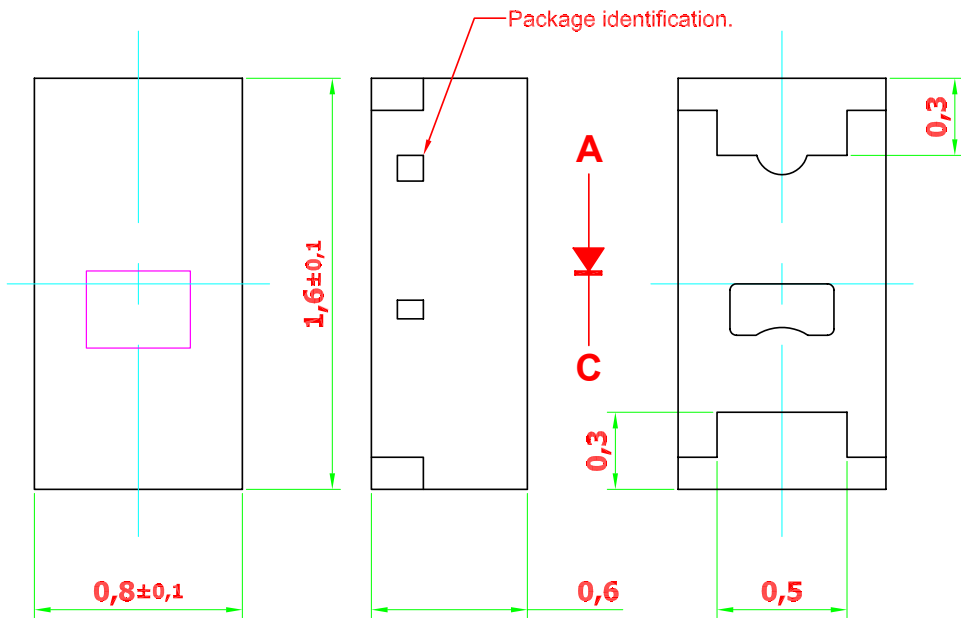 Package identification.
0,3
A
1,6±0,1
C
0,3
0,8±0,1
0,6
0,5